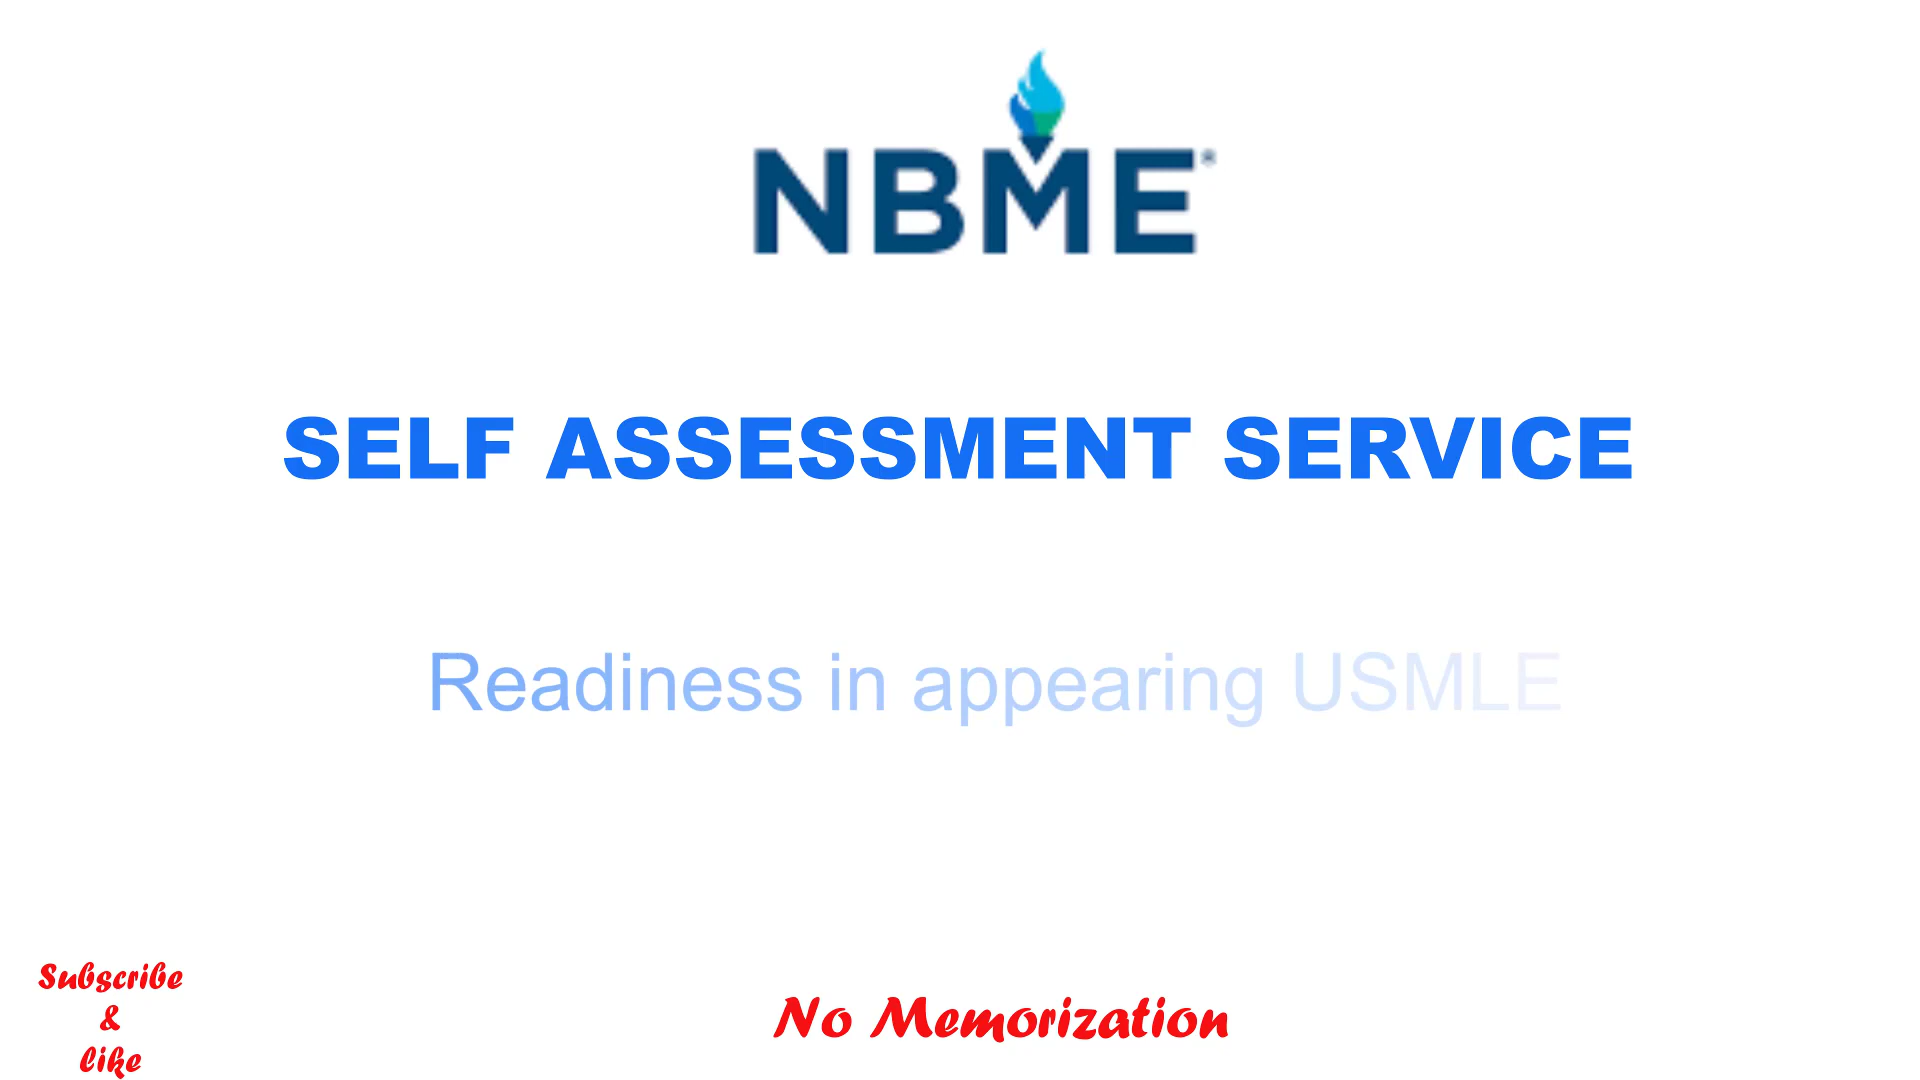 NBME®
SELF ASSESSMENT SERVICE
Readiness in appearing USMLE
Subscribe
&
like
No Memorization